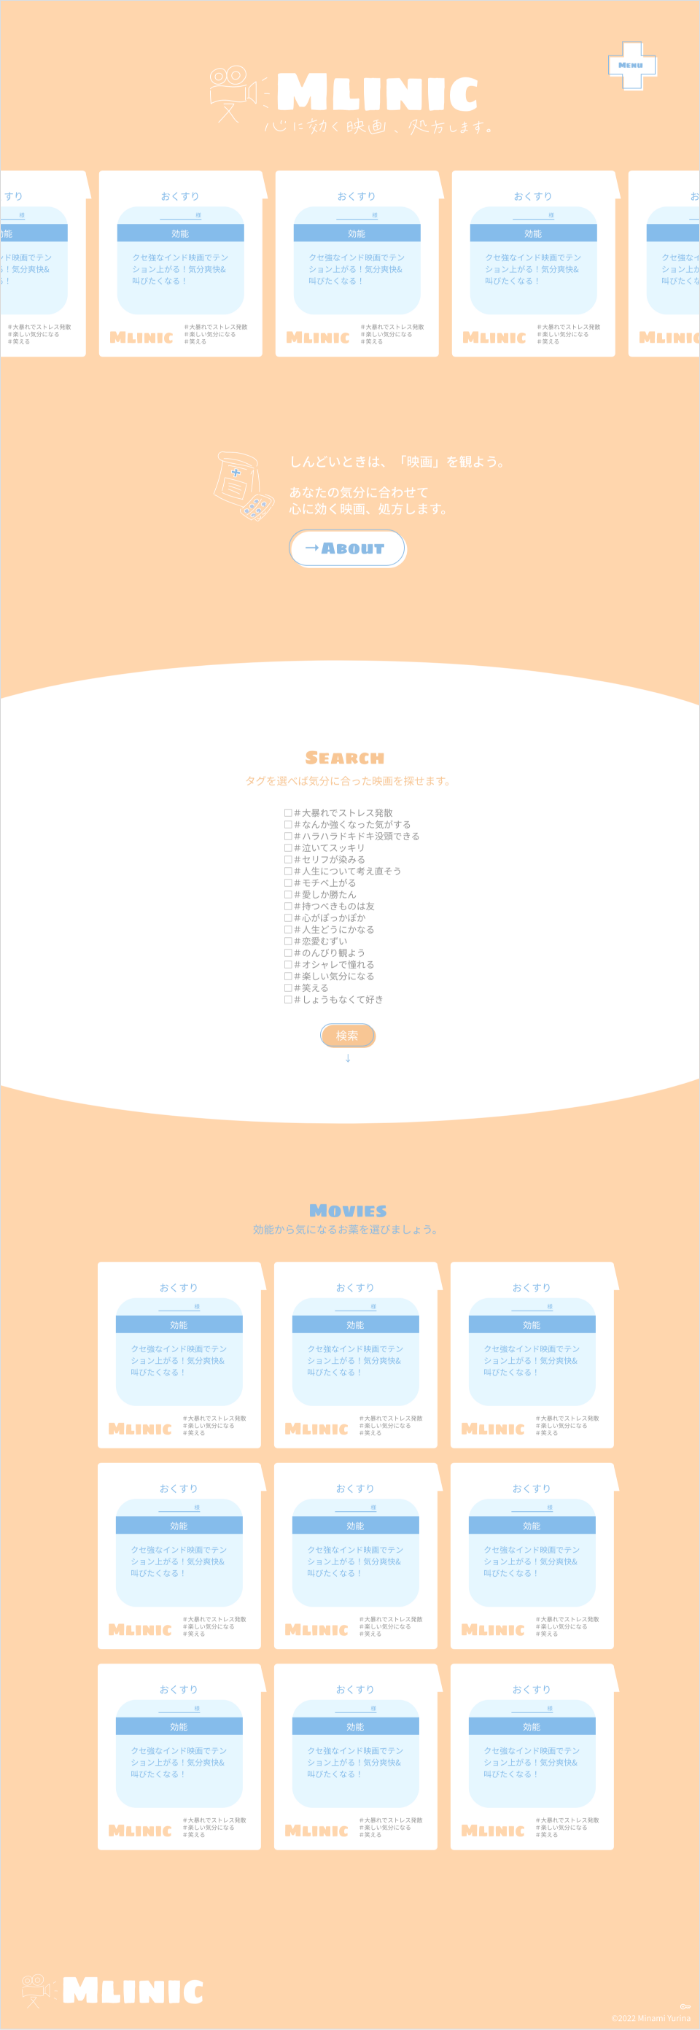 MLINIC
心に効く映画、処方します。
MENU
すり
様
効能
ド映画でテン
！気分爽快&
！
#大暴れでストレス発散
#楽しい気分になる
#笑える
おくすり
様
効能
クセ強なインド映画でテン
ション上がる！気分爽快&
叫びたくなる！
MLINIC
#大暴れでストレス発散
#楽しい気分になる
#笑える
おくすり
様
効能
クセ強なインド映画でテン
ション上がる！気分爽快&
叫びたくなる！
MLINIC
#大暴れでストレス発散
#楽しい気分になる
#笑える
おくすり
様
効能
クセ強なインド映画でテン
ション上がる！気分爽快&
叫びたくなる！
MLINIC
#大暴れでストレス発散
#楽しい気分になる
#笑える
お
クセ強な
ション上が
叫びたくな
MLINIC
しんどいときは、「映画」を観よう。
あなたの気分に合わせて
心に効く映画、処方します。
→ABOUT
SEARCH
タグを選べば気分に合った映画を探せます。
□#大暴れでストレス発散
□#なんか強くなった気がする
□#ハラハラドキドキ没頭できる
□#泣いてスッキリ
□#セリフが染みる
□#人生について考え直そう
□#モチベ上がる
□#愛しか勝たん
□#持つべきものは友
□#心がぽっかぽか
□#人生どうにかなる
□#恋愛むずい
□#のんびり観よう
□#オシャレで憧れる
□#楽しい気分になる
□#笑える
□#しょうもなくて好き
検索
↓
MOVIES
効能から気になるお薬を選びましょう。
おくすり
様
効能
クセ強なインド映画でテン
ション上がる！気分爽快&
叫びたくなる！
MLINIC
#大暴れでストレス発散
#楽しい気分になる
#笑える
おくすり
様
効能
クセ強なインド映画でテン
ション上がる！気分爽快&
叫びたくなる！
MLINIC
#大暴れでストレス発散
#楽しい気分になる
#笑える
おくすり
様
効能
クセ強なインド映画でテン
ション上がる！気分爽快&
叫びたくなる！
MLINIC
#大暴れでストレス発散
#楽しい気分になる
#笑える
おくすり
様
効能
クセ強なインド映画でテン
ション上がる！気分爽快&
叫びたくなる！
MLINIC
#大暴れでストレス発散
#楽しい気分になる
#笑える
おくすり
様
効能
クセ強なインド映画でテン
ション上がる！気分爽快&
叫びたくなる！
MLINIC
#大暴れでストレス発散
#楽しい気分になる
#笑える
おくすり
様
効能
クセ強なインド映画でテン
ション上がる！気分爽快&
叫びたくなる！
MLINIC
#大暴れでストレス発散
#楽しい気分になる
#笑える
おくすり
様
効能
クセ強なインド映画でテン
ション上がる！気分爽快&
叫びたくなる！
MLINIC
#大暴れでストレス発散
#楽しい気分になる
#笑える
おくすり
様
効能
クセ強なインド映画でテン
ション上がる！気分爽快&
叫びたくなる！
MLINIC
#大暴れでストレス発散
#楽しい気分になる
#笑える
おくすり
様
効能
クセ強なインド映画でテン
ション上がる！気分爽快&
叫びたくなる！
MLINIC
#大暴れでストレス発散
#楽しい気分になる
#笑える
MLINIC
©2022 Minami Yurina